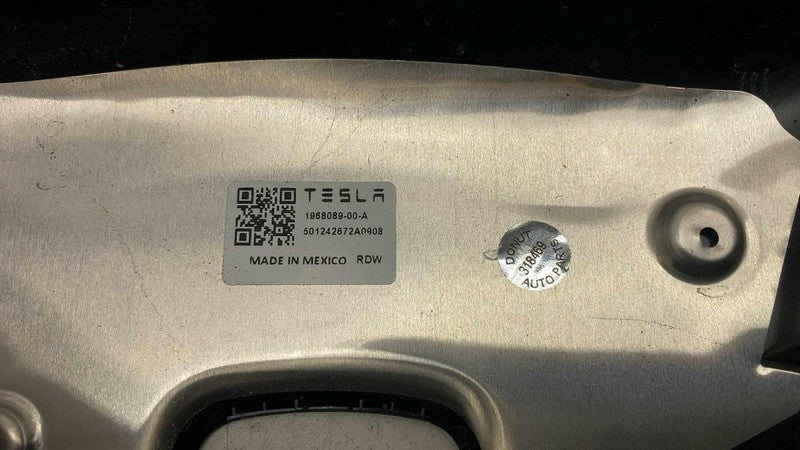 TESLA
1968089-00-A
501242672A0908
MADE IN MEXICO RDW
DONUT
318469
AUTO PARTS